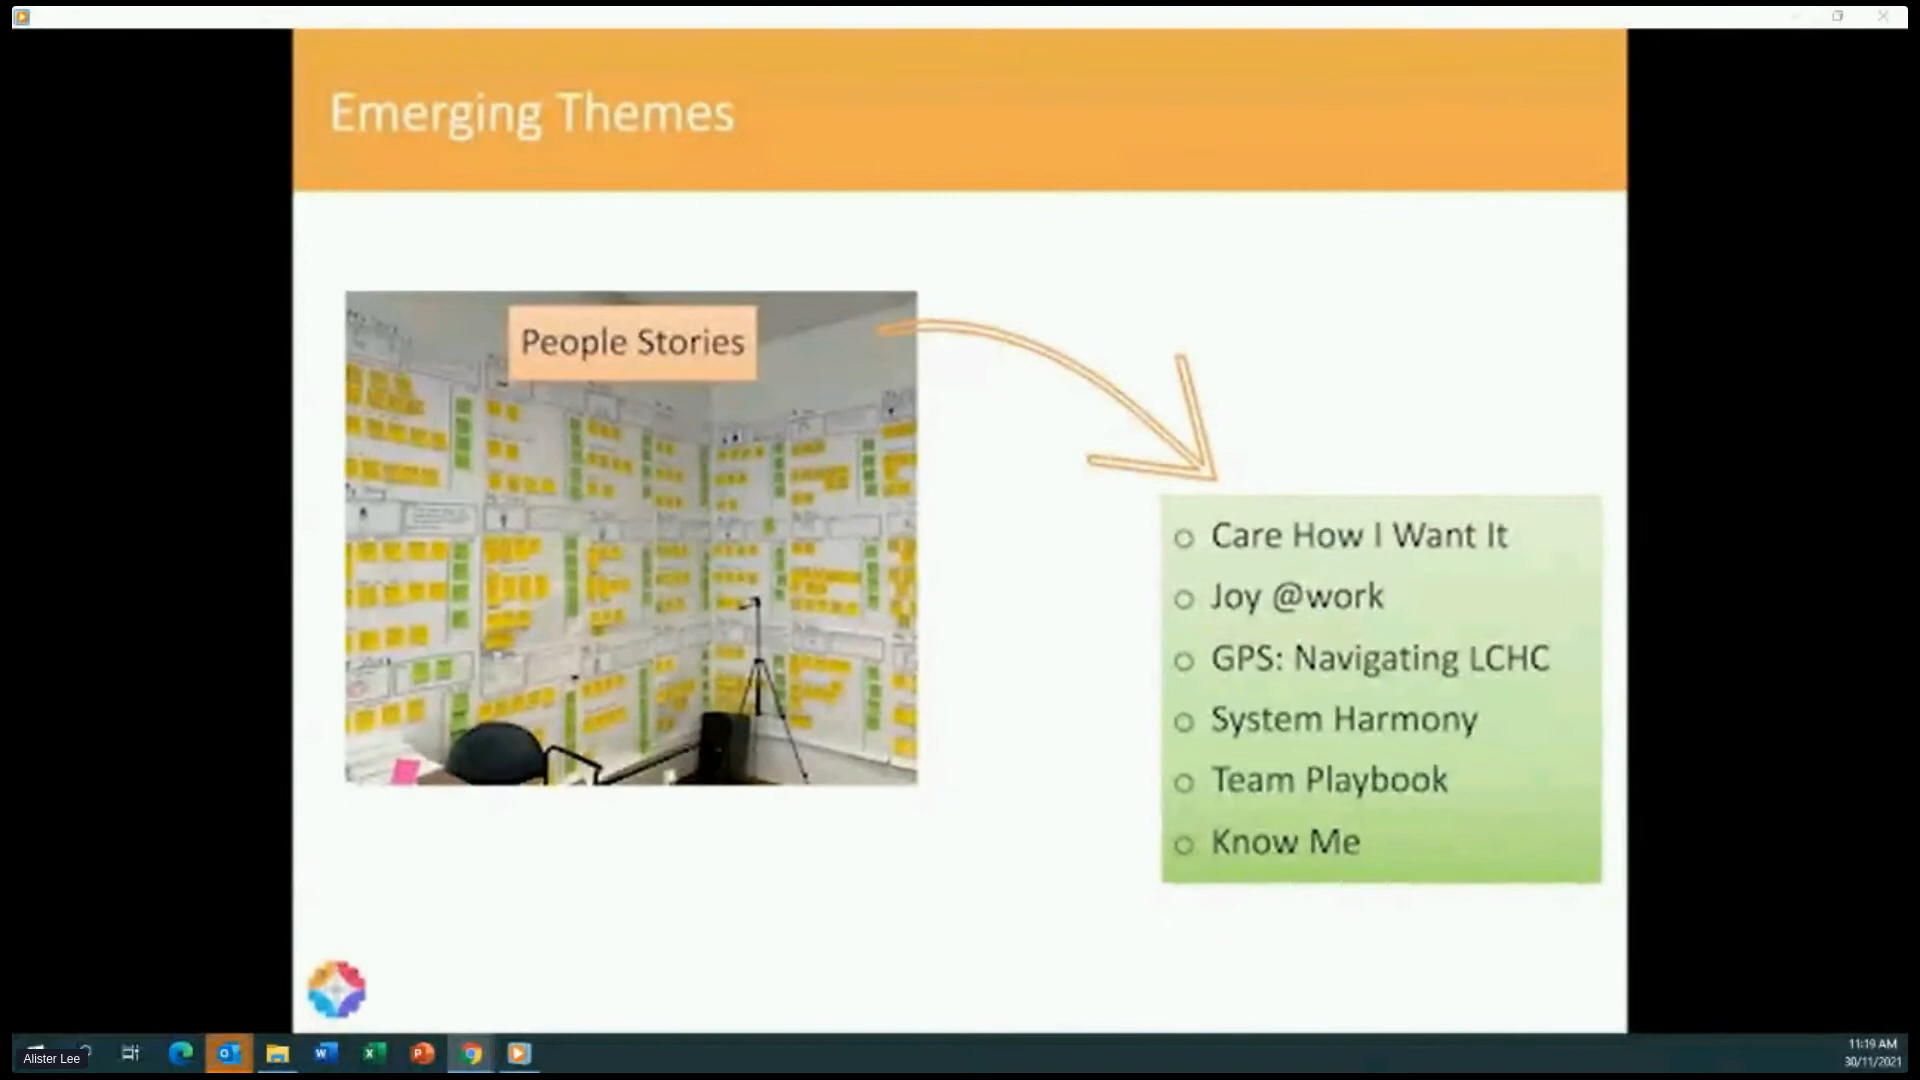 Emerging Themes
People Stories
Care How I Want It
Joy @work
GPS: Navigating LCHC
System Harmony
Team Playbook
Know Me
Alister Lee
11:19 AM
30/11/2021